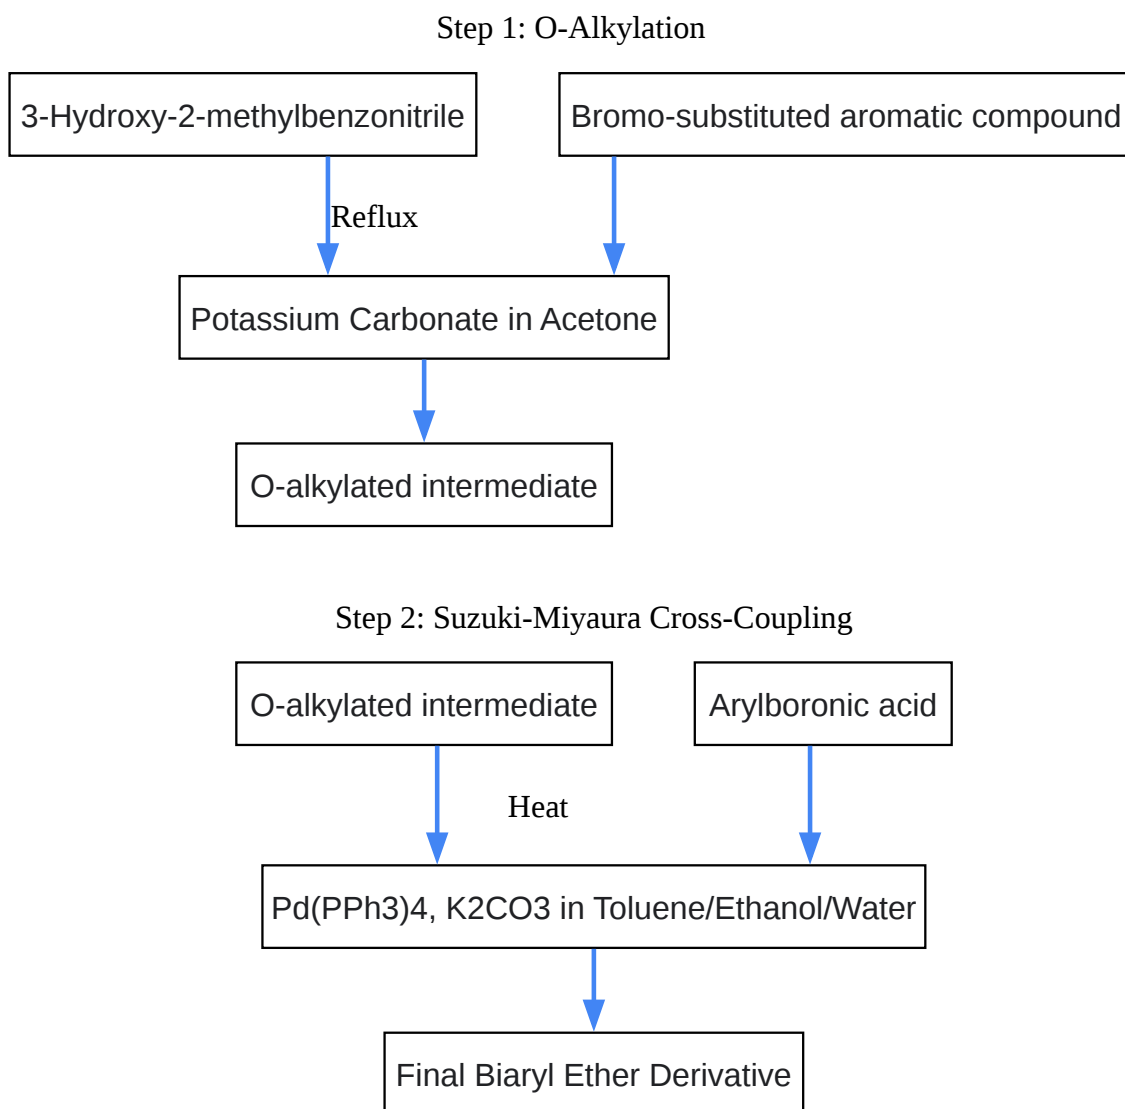 Step 1: O-Alkylation
3-Hydroxy-2-methylbenzonitrile
Bromo-substituted aromatic compound
Reflux
Potassium Carbonate in Acetone
O-alkylated intermediate
Step 2: Suzuki-Miyaura Cross-Coupling
O-alkylated intermediate
Arylboronic acid
Heat
Pd(PPh3)4, K2CO3 in Toluene/Ethanol/Water
Final Biaryl Ether Derivative